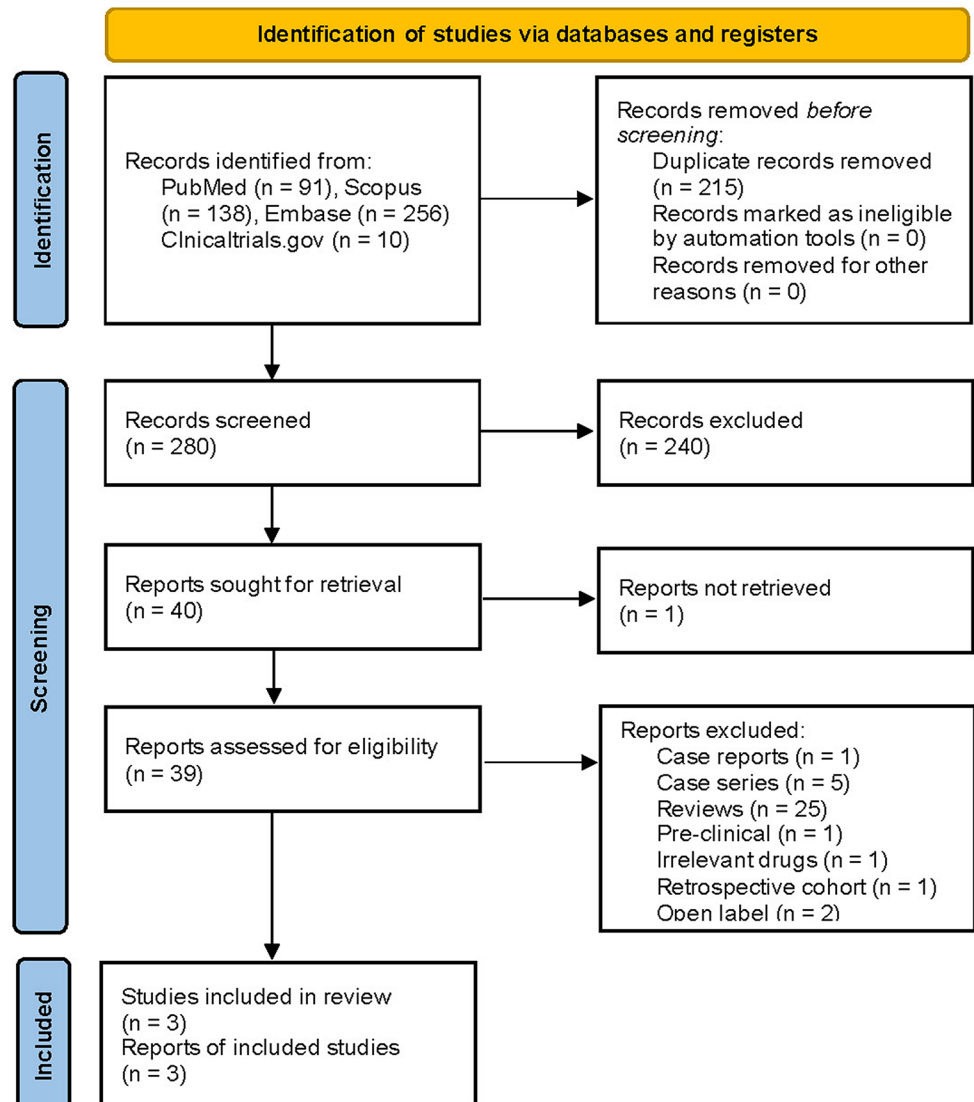 Identification of studies via databases and registers
Identification
Records identified from:
PubMed (n = 91), Scopus
(n = 138), Embase (n = 256)
Clnicaltrials.gov (n = 10)
Records removed before
screening:
Duplicate records removed
(n = 215)
Records marked as ineligible
by automation tools (n = 0)
Records removed for other
reasons (n = 0)
Screening
Records screened
(n = 280)
Records excluded
(n = 240)
Reports sought for retrieval
(n = 40)
Reports not retrieved
(n = 1)
Reports assessed for eligibility
(n = 39)
Reports excluded:
Case reports (n = 1)
Case series (n = 5)
Reviews (n = 25)
Pre-clinical (n = 1)
Irrelevant drugs (n = 1)
Retrospective cohort (n = 1)
Open label (n = 2)
Included
Studies included in review
(n = 3)
Reports of included studies
(n = 3)